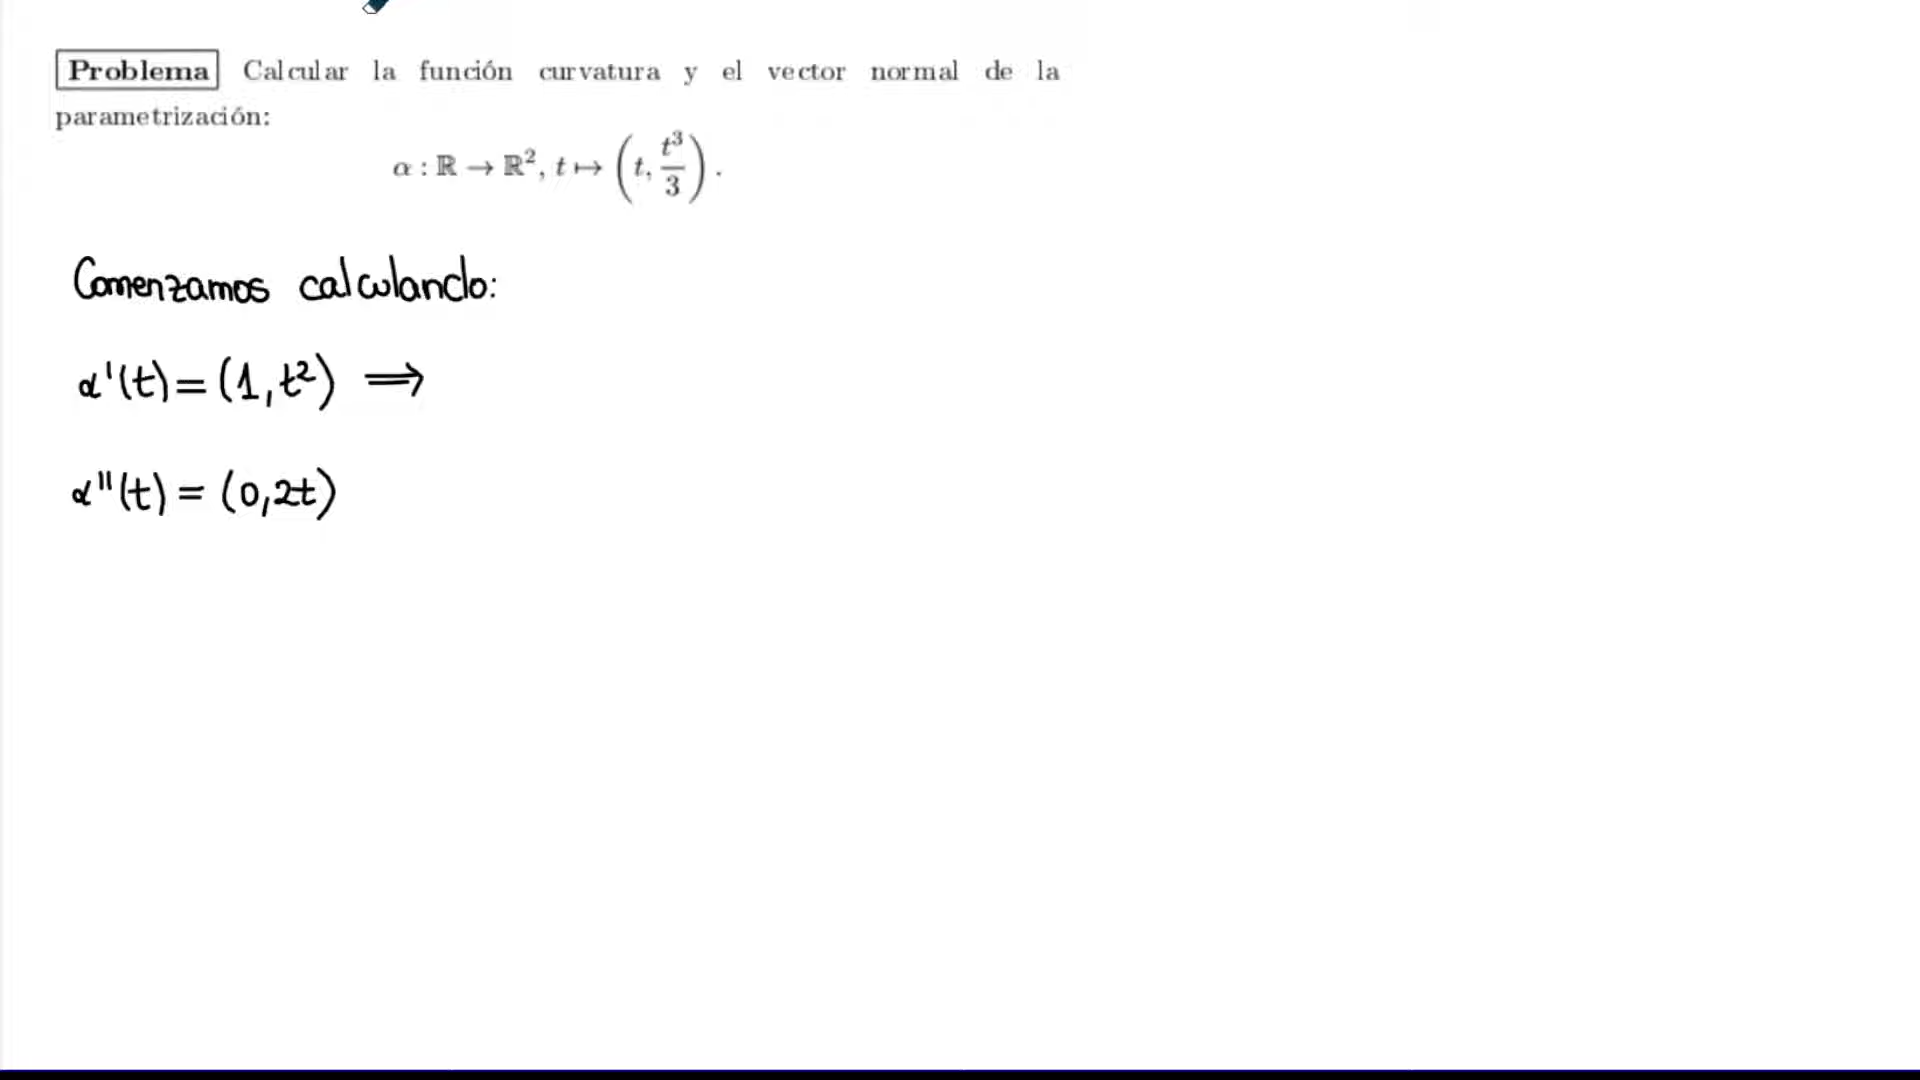 Problema Calcular la función curvatura y el vector normal de la
parametrización:
α : ℝ → ℝ², t ↦ (t, t³/3).
Comenzamos calculando:
α'(t) = (1, t²) ⟹
α''(t) = (0, 2t)